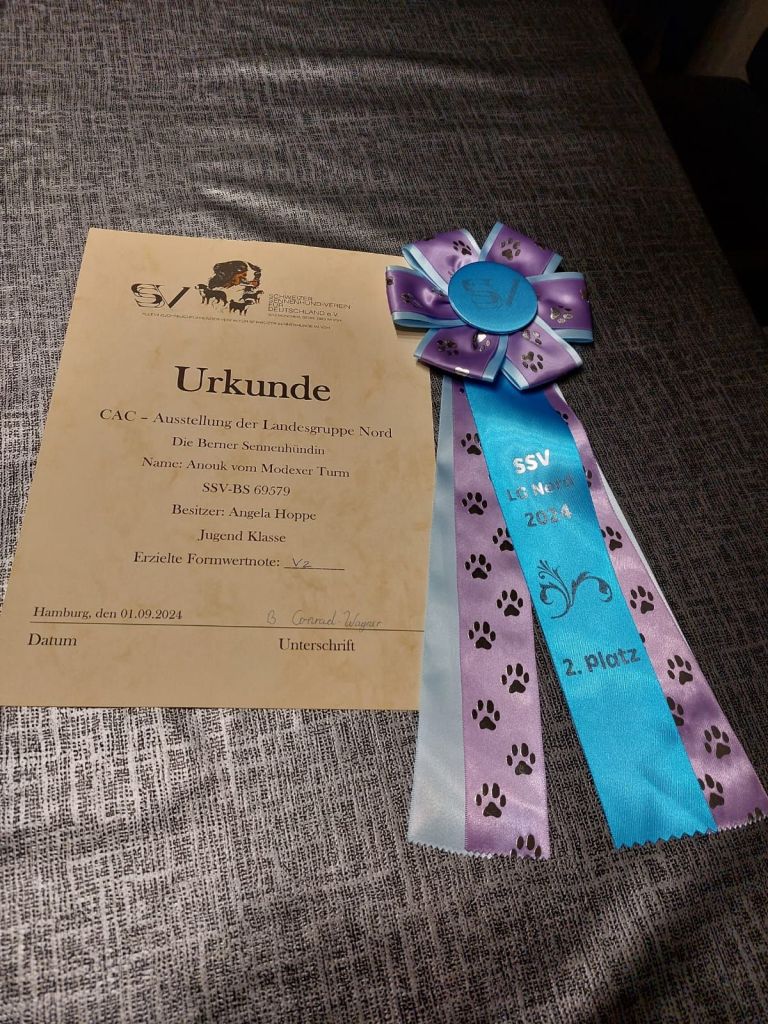 SSV
SCHWEIZER
SENNENHUND-VEREIN
FÜR
DEUTSCHLAND e.V.
Urkunde
CAC – Ausstellung der Landesgruppe Nord
Die Berner Sennenhündin
Name: Anouk vom Modexer Turm
SSV-BS 69579
Besitzer: Angela Hoppe
Jugend Klasse
Erzielte Formwertnote: V2
Hamburg, den 01.09.2024 B Conrad-Wagner
Datum Unterschrift
SSV
SSV
LG Nord
2024
2. Platz